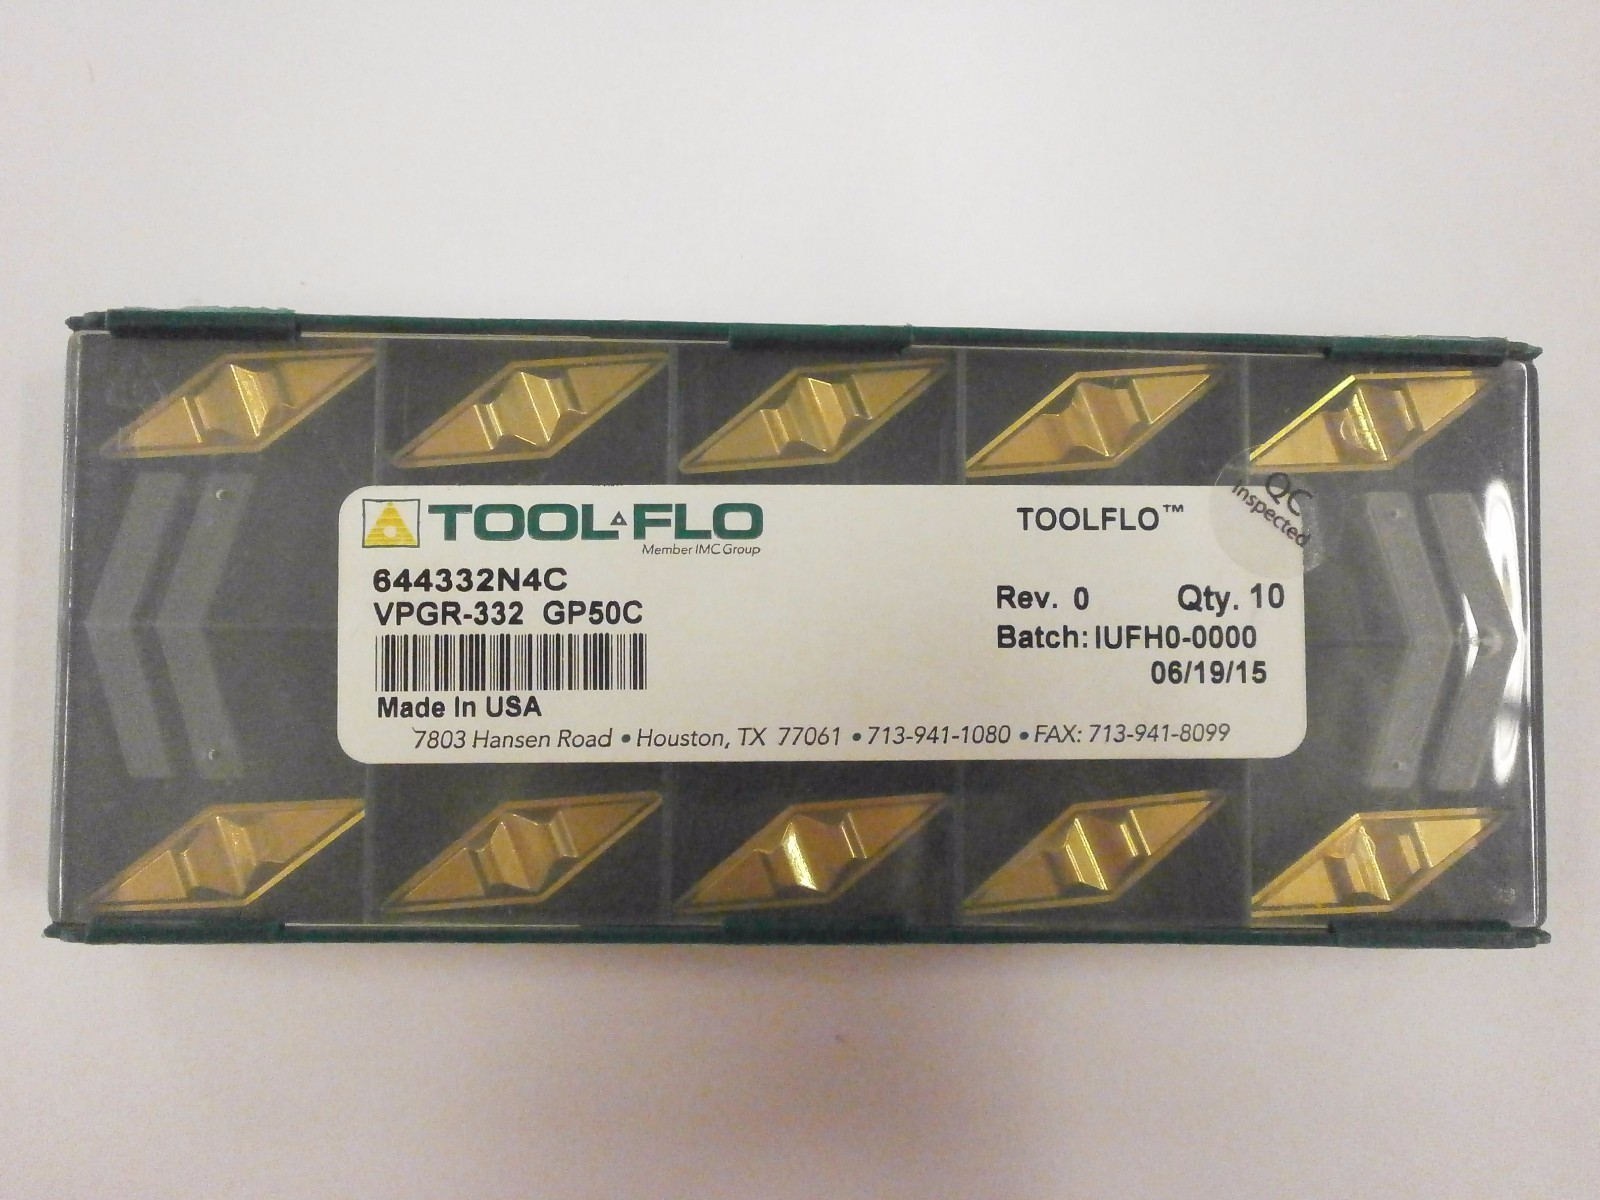 TOOL FLO
Member IMC Group
TOOLFLO™
QC
Inspected
644332N4C
VPGR-332 GP50C
Rev. 0 Qty. 10
Batch: IUFH0-0000
06/19/15
Made In USA
7803 Hansen Road • Houston, TX 77061 • 713-941-1080 • FAX: 713-941-8099